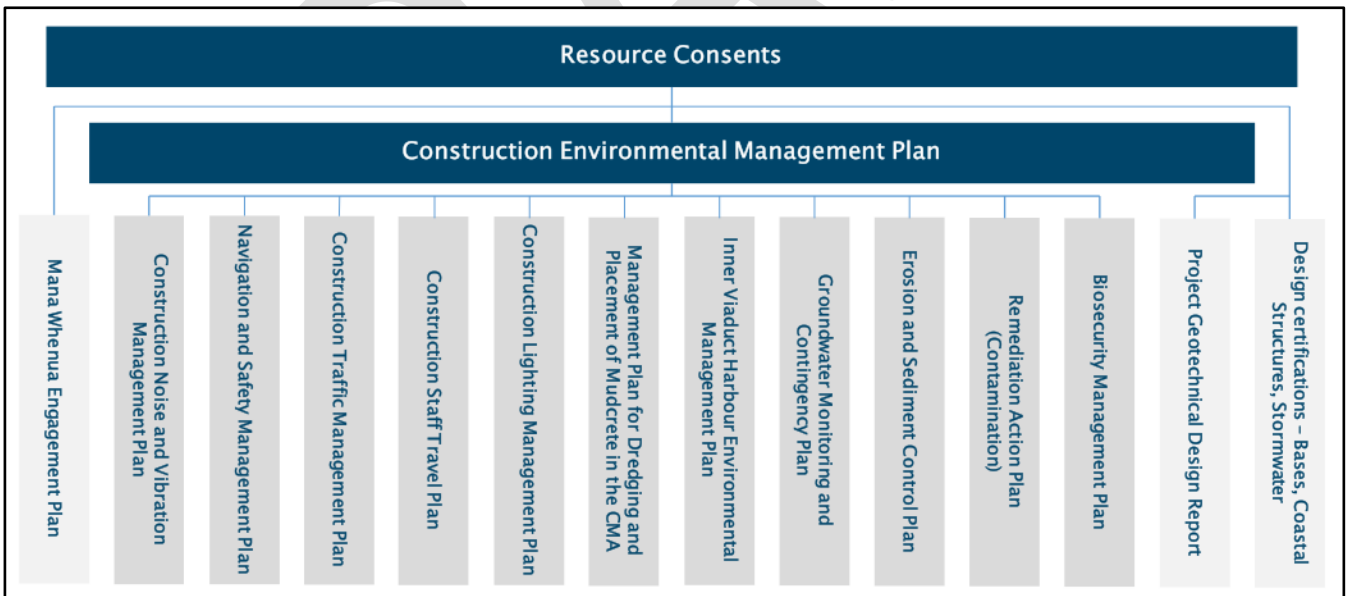 Resource Consents
Construction Environmental Management Plan
Mana Whenua Engagement Plan
Construction Noise and Vibration
Management Plan
Navigation and Safety Management Plan
Construction Traffic Management Plan
Construction Staff Travel Plan
Construction Lighting Management Plan
Management Plan for Dredging and
Placement of Mudcrete in the CMA
Inner Viaduct Harbour Environmental
Management Plan
Groundwater Monitoring and
Contingency Plan
Erosion and Sediment Control Plan
Remediation Action Plan
(Contamination)
Biosecurity Management Plan
Project Geotechnical Design Report
Design certifications – Bases, Coastal
Structures, Stormwater